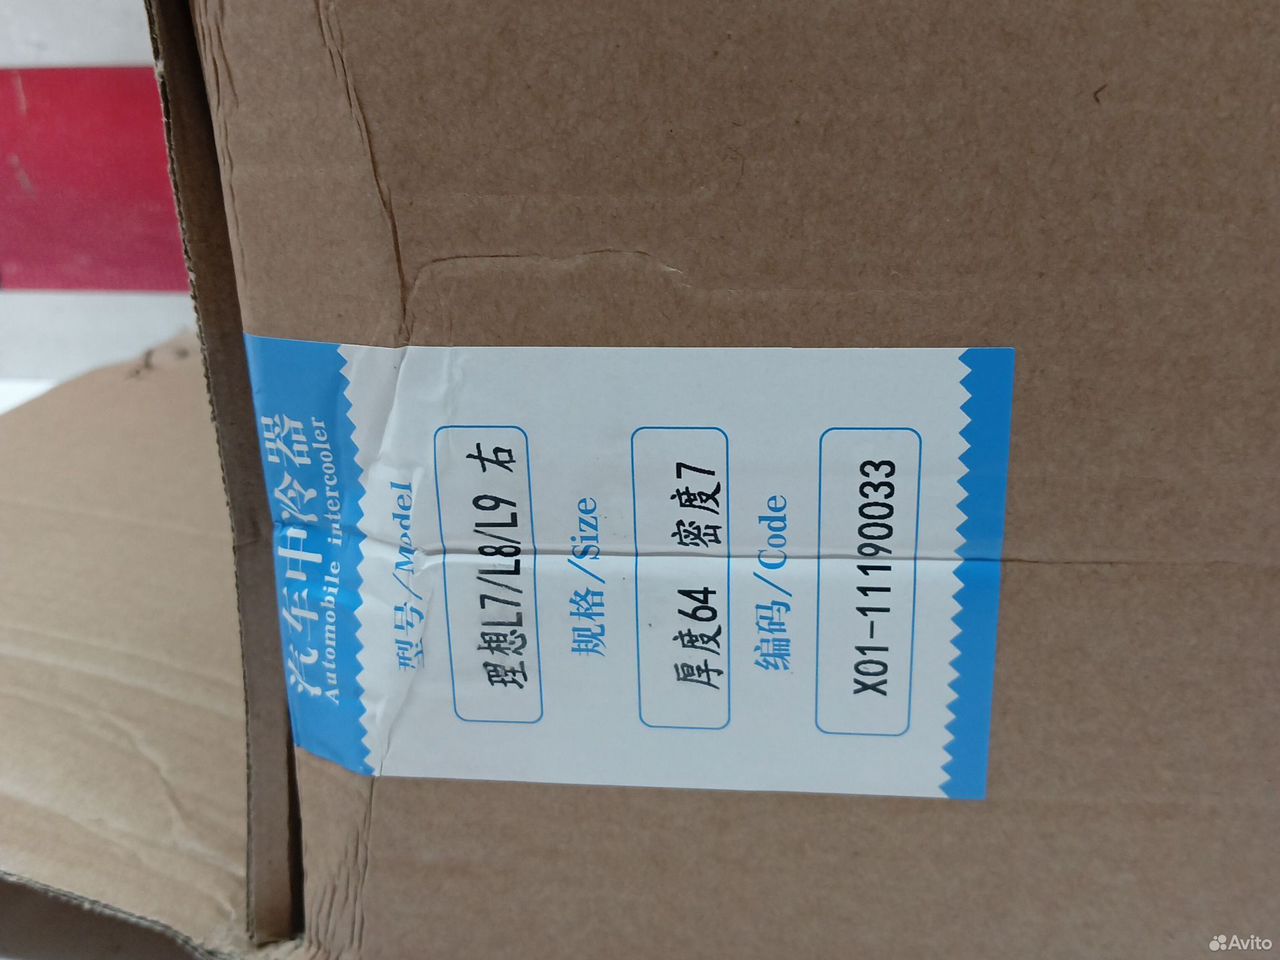 汽车中冷器
Automobile intercooler
型号/Model
理想L7/L8/L9 右
规格/Size
厚度64 密度7
编码/Code
X01-11190033
Avito